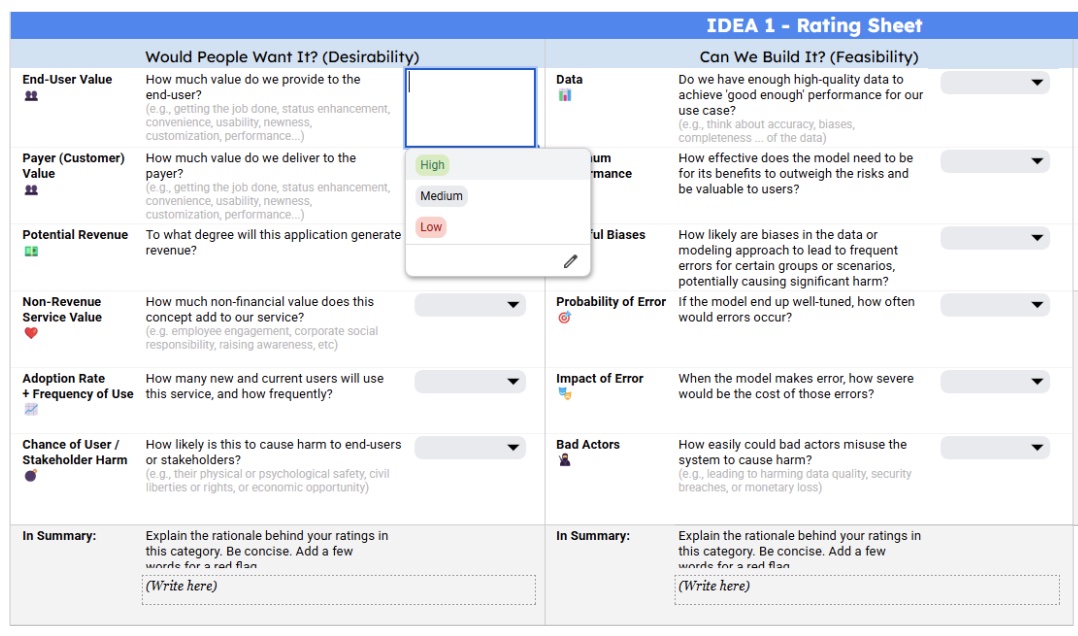 IDEA 1 - Rating Sheet
Would People Want It? (Desirability)
End-User Value
How much value do we provide to the
end-user?
(e.g., getting the job done, status enhancement,
convenience, usability, newness,
customization, performance...)
Payer (Customer)
Value
How much value do we deliver to the
payer?
(e.g., getting the job done, status enhancement,
convenience, usability, newness,
customization, performance...)
Potential Revenue
To what degree will this application generate
revenue?
High
Medium
Low
Non-Revenue
Service Value
How much non-financial value does this
concept add to our service?
(e.g. employee engagement, corporate social
responsibility, raising awareness, etc)
Adoption Rate
+ Frequency of Use
How many new and current users will use
this service, and how frequently?
Chance of User /
Stakeholder Harm
How likely is this to cause harm to end-users
or stakeholders?
(e.g., their physical or psychological safety, civil
liberties or rights, or economic opportunity)
In Summary:
Explain the rationale behind your ratings in
this category. Be concise. Add a few
words for a red flag
(Write here)
Can We Build It? (Feasibility)
Data
Do we have enough high-quality data to
achieve 'good enough' performance for our
use case?
(e.g., think about accuracy, biases,
completeness ... of the data)
How effective does the model need to be
for its benefits to outweigh the risks and
be valuable to users?
Biases
How likely are biases in the data or
modeling approach to lead to frequent
errors for certain groups or scenarios,
potentially causing significant harm?
Probability of Error
If the model end up well-tuned, how often
would errors occur?
Impact of Error
When the model makes error, how severe
would be the cost of those errors?
Bad Actors
How easily could bad actors misuse the
system to cause harm?
(e.g., leading to harming data quality, security
breaches, or monetary loss)
In Summary:
Explain the rationale behind your ratings in
this category. Be concise. Add a few
words for a red flag
(Write here)